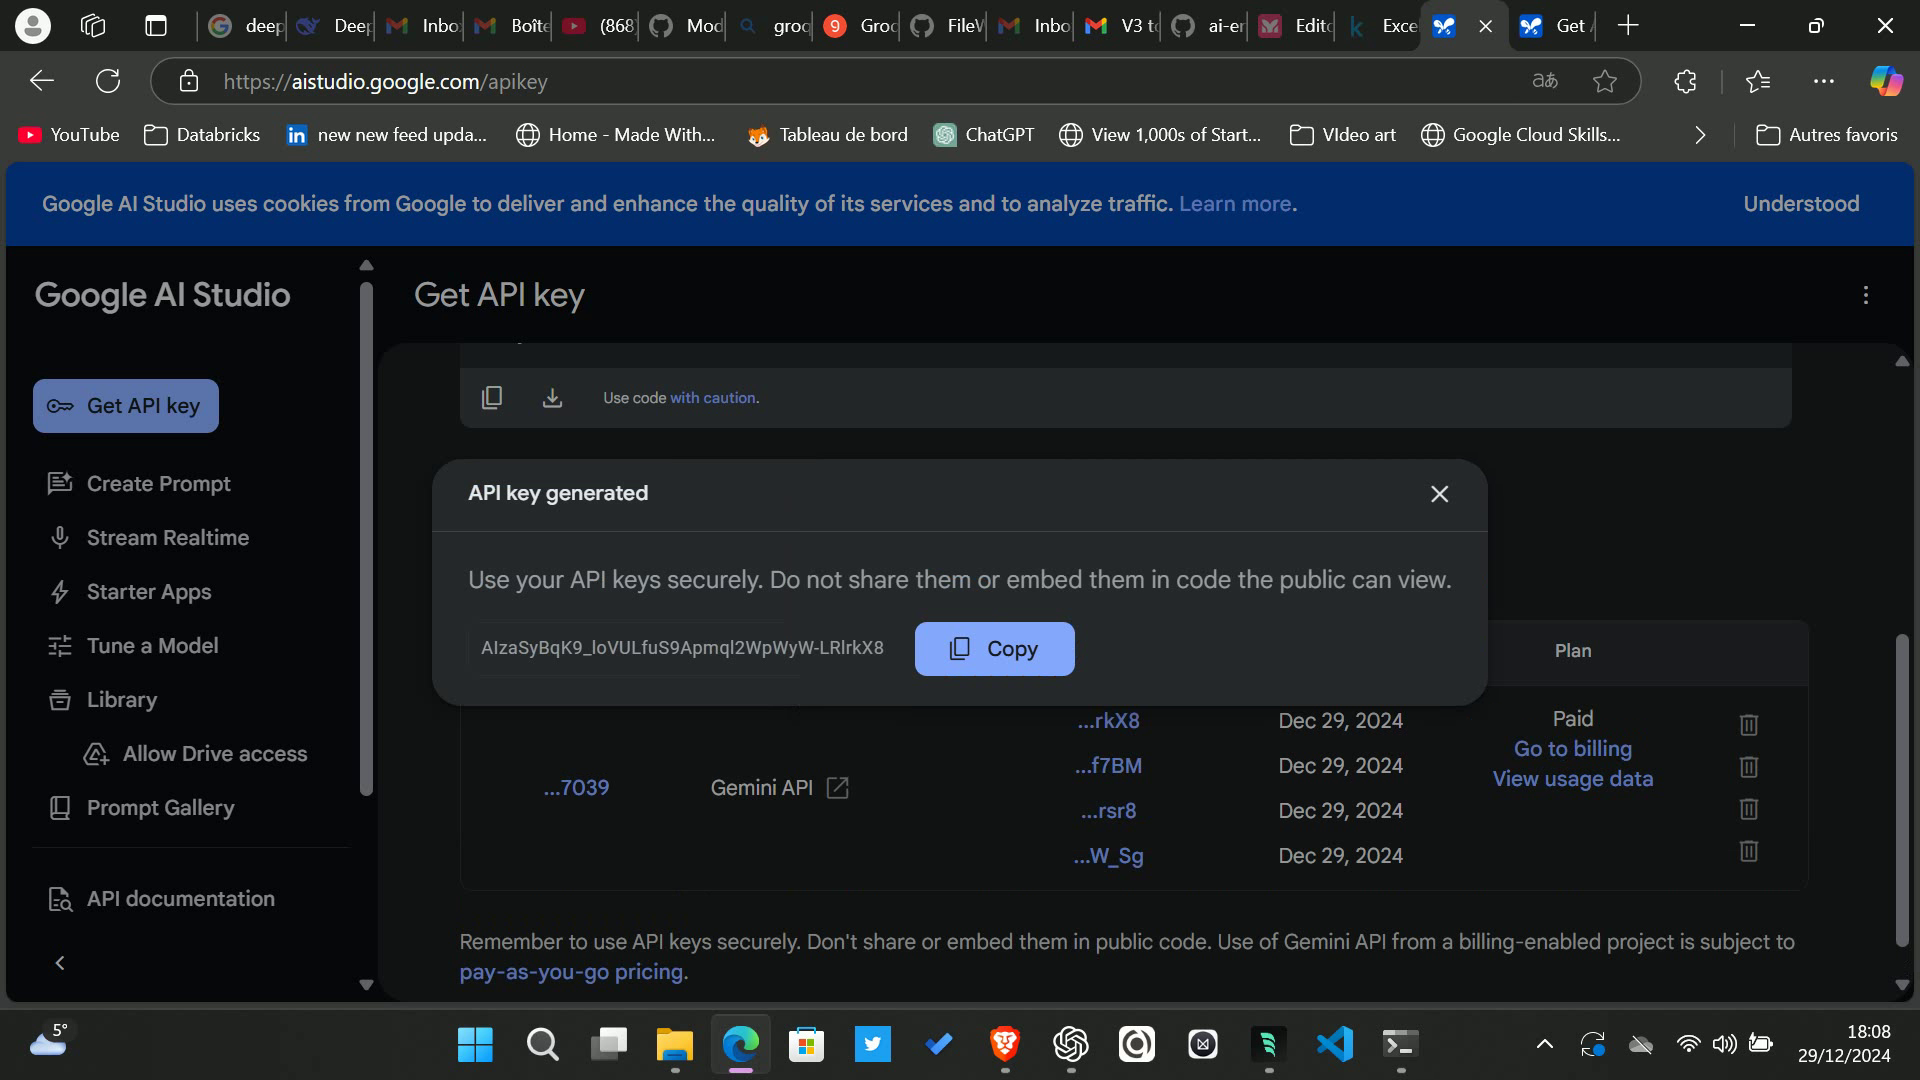 deep
Deep
Inbo
Boîte
(868)
Mod
groq
Groq
FileV
Inbo
V3 to
ai-er
Edito
Exce
Get A
https://aistudio.google.com/apikey
YouTube
Databricks
new new feed upda...
Home - Made With...
Tableau de bord
ChatGPT
View 1,000s of Start...
VIdeo art
Google Cloud Skills...
Autres favoris
Google AI Studio uses cookies from Google to deliver and enhance the quality of its services and to analyze traffic. Learn more.
Understood
Google AI Studio
Get API key
Get API key
Create Prompt
Stream Realtime
Starter Apps
Tune a Model
Library
Allow Drive access
Prompt Gallery
API documentation
Use code with caution.
API key generated
Use your API keys securely. Do not share them or embed them in code the public can view.
Copy
Plan
...7039
Gemini API
...rkX8
Dec 29, 2024
...f7BM
Dec 29, 2024
...rsr8
Dec 29, 2024
...W_Sg
Dec 29, 2024
Paid
Go to billing
View usage data
Remember to use API keys securely. Don't share or embed them in public code. Use of Gemini API from a billing-enabled project is subject to
pay-as-you-go pricing.
5°
18:08
29/12/2024